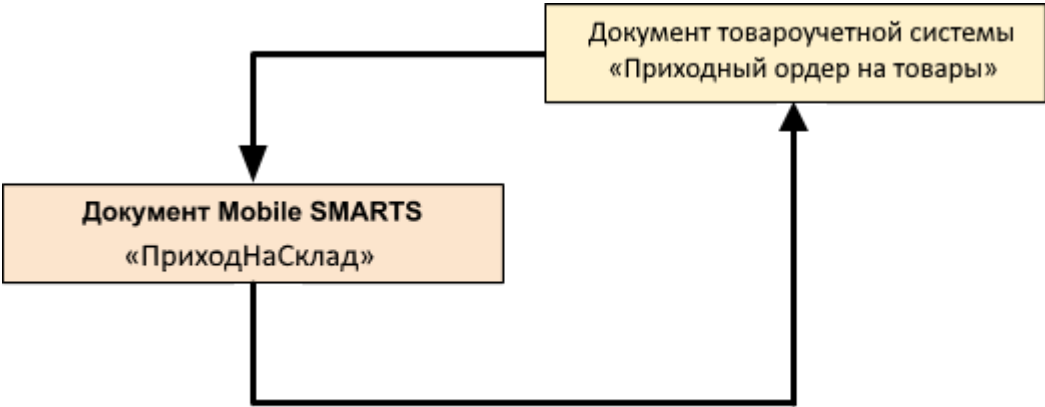 Документ товароучетной системы
«Приходный ордер на товары»
Документ Mobile SMARTS
«ПриходНаСклад»